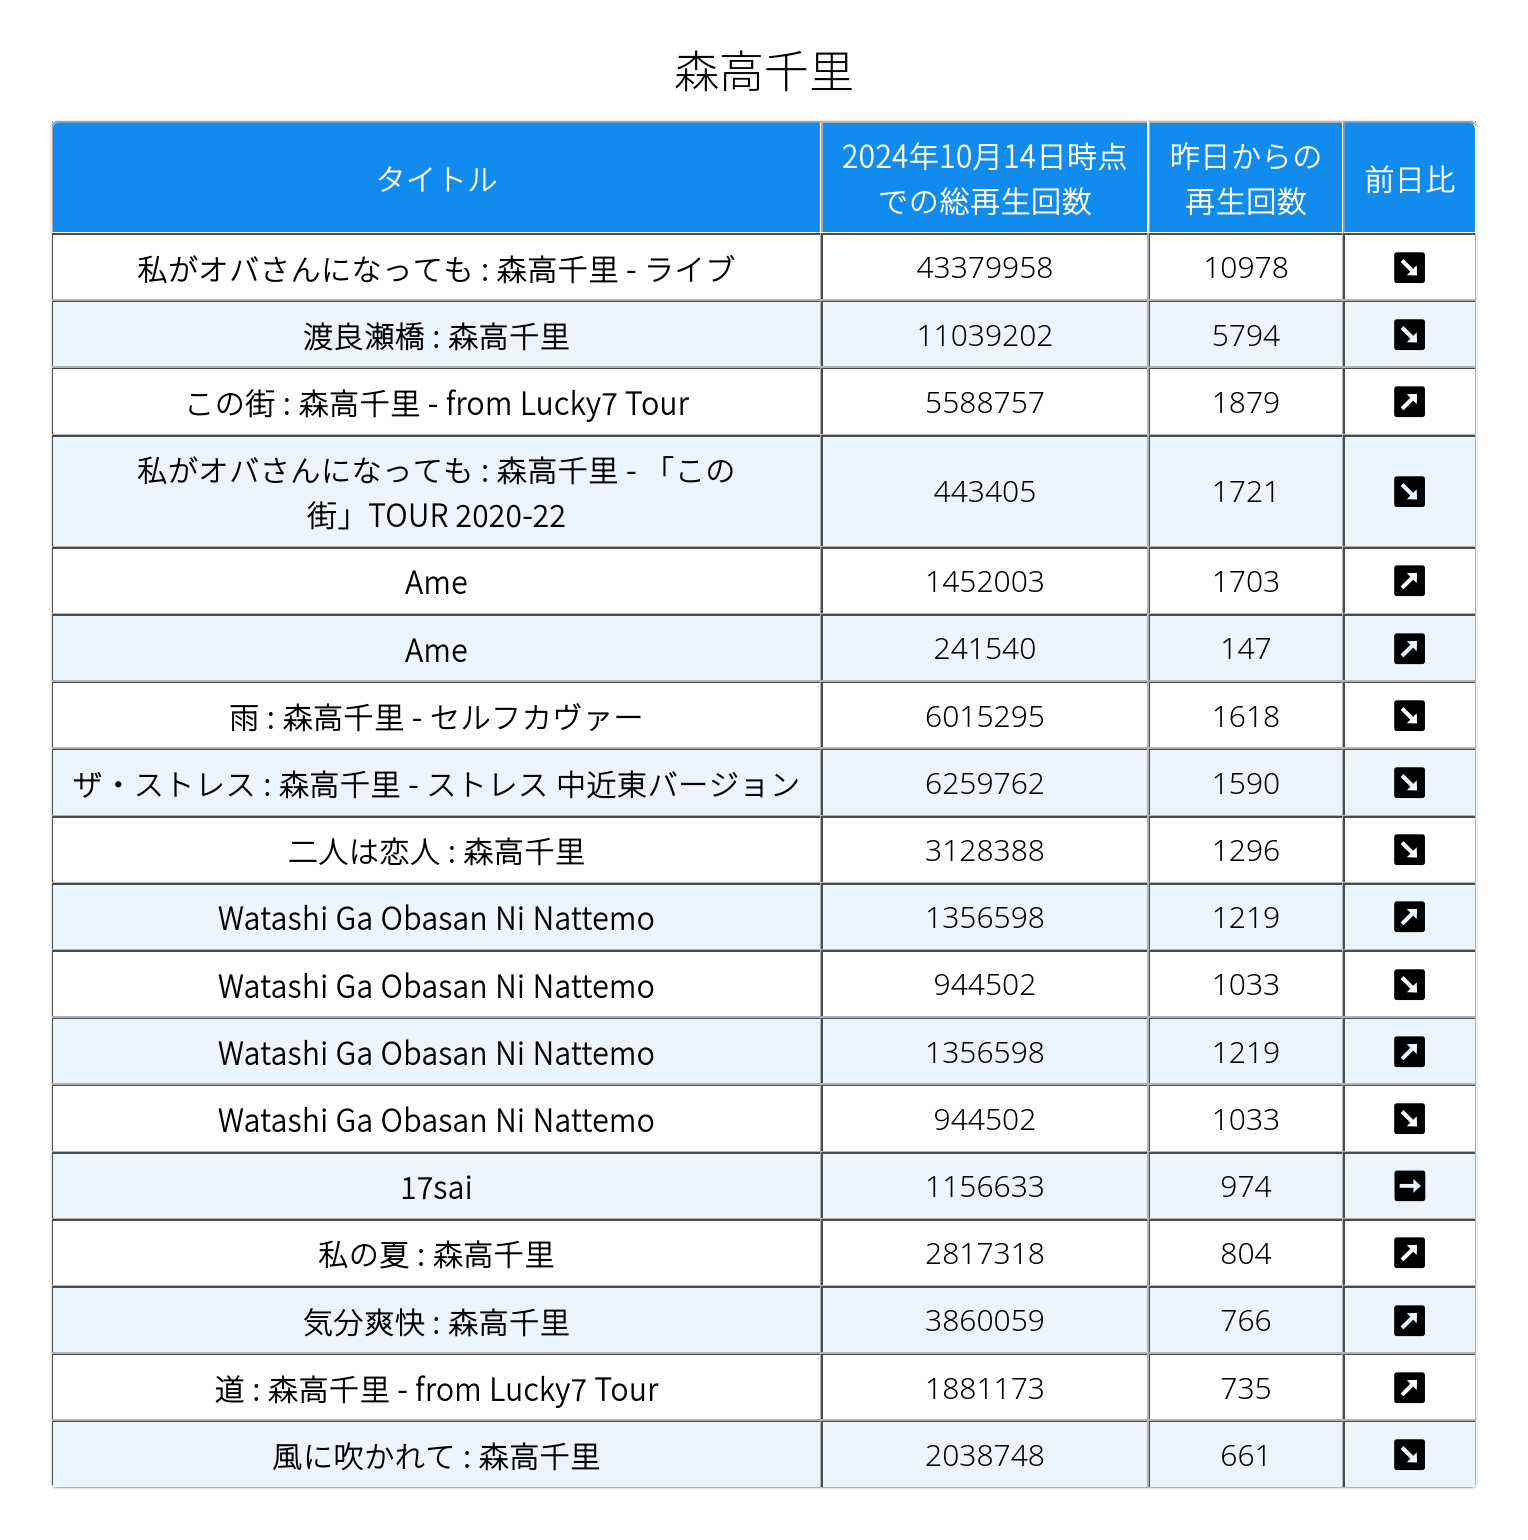 森高千里
タイトル
2024年10月14日時点
での総再生回数
昨日からの
再生回数
前日比
私がオバさんになっても : 森高千里 - ライブ 43379958 10978
渡良瀬橋 : 森高千里 11039202 5794
この街 : 森高千里 - from Lucky7 Tour 5588757 1879
私がオバさんになっても : 森高千里 - 「この
街」TOUR 2020-22 443405 1721
Ame 1452003 1703
Ame 241540 147
雨 : 森高千里 - セルフカヴァー 6015295 1618
ザ・ストレス : 森高千里 - ストレス 中近東バージョン 6259762 1590
二人は恋人 : 森高千里 3128388 1296
Watashi Ga Obasan Ni Nattemo 1356598 1219
Watashi Ga Obasan Ni Nattemo 944502 1033
Watashi Ga Obasan Ni Nattemo 1356598 1219
Watashi Ga Obasan Ni Nattemo 944502 1033
17sai 1156633 974
私の夏 : 森高千里 2817318 804
気分爽快 : 森高千里 3860059 766
道 : 森高千里 - from Lucky7 Tour 1881173 735
風に吹かれて : 森高千里 2038748 661